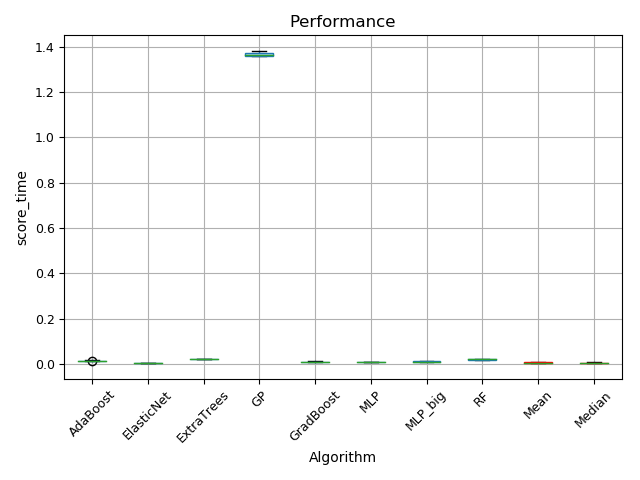 Performance
score_time
1.4
1.2
1.0
0.8
0.6
0.4
0.2
0.0
AdaBoost
ElasticNet
ExtraTrees
GP
GradBoost
MLP
MLP_big
RF
Mean
Median
Algorithm